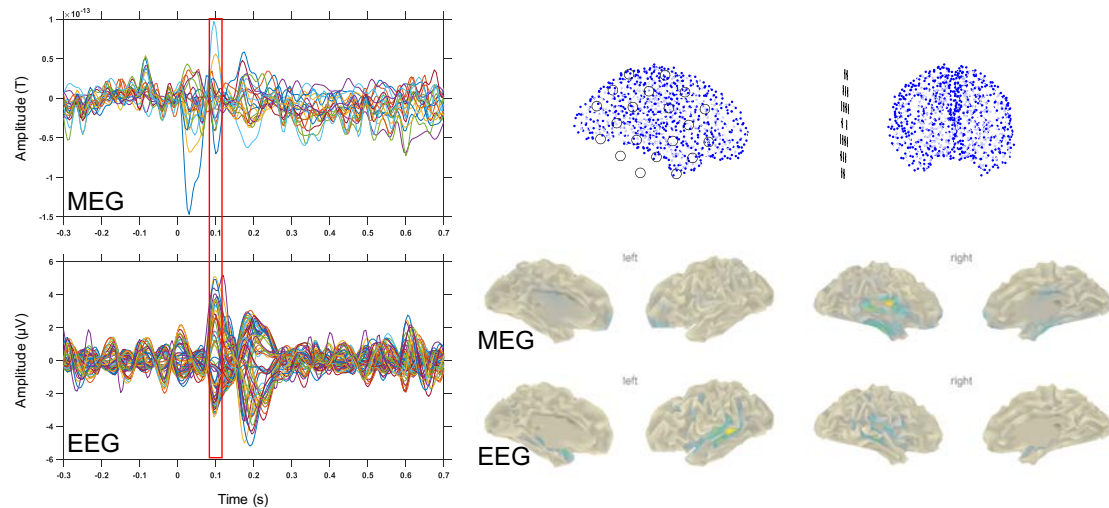 ×10⁻¹³
1
0.5
0
-0.5
-1
-1.5
Amplitude (T)
MEG
-0.3 -0.2 -0.1 0 0.1 0.2 0.3 0.4 0.5 0.6 0.7
6
4
2
0
-2
-4
-6
Amplitude (µV)
EEG
-0.3 -0.2 -0.1 0 0.1 0.2 0.3 0.4 0.5 0.6 0.7
Time (s)
left right
MEG
left right
EEG